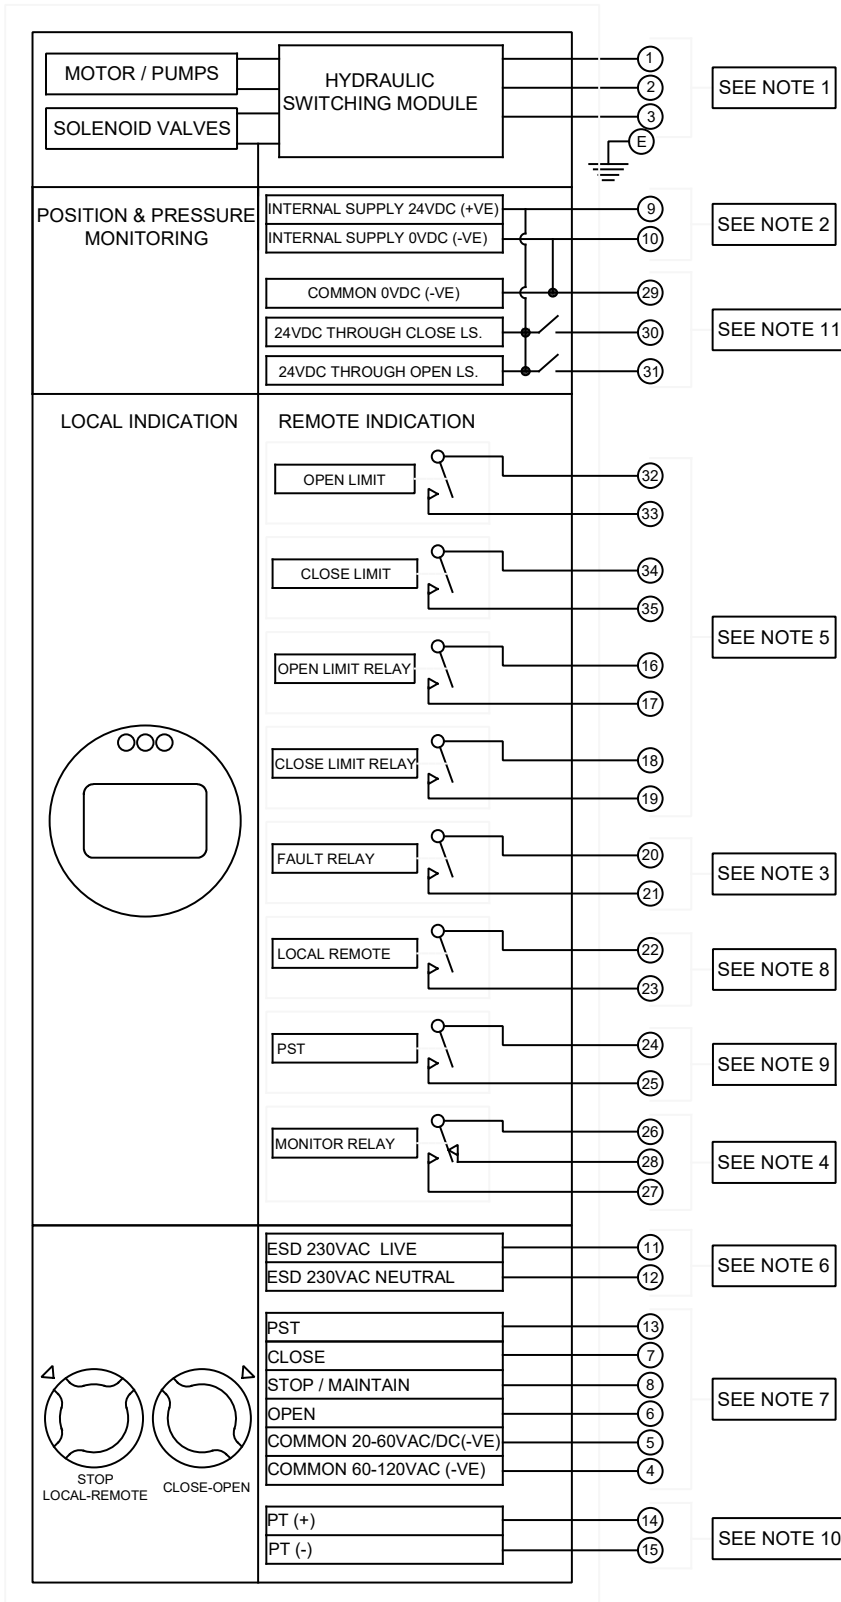 MOTOR / PUMPS
SOLENOID VALVES
HYDRAULIC
SWITCHING MODULE
1
2
3
E
SEE NOTE 1
POSITION & PRESSURE
MONITORING
INTERNAL SUPPLY 24VDC (+VE)
9
INTERNAL SUPPLY 0VDC (-VE)
10
SEE NOTE 2
COMMON 0VDC (-VE)
29
24VDC THROUGH CLOSE LS.
30
24VDC THROUGH OPEN LS.
31
SEE NOTE 11
LOCAL INDICATION
REMOTE INDICATION
OPEN LIMIT
32
33
CLOSE LIMIT
34
35
OPEN LIMIT RELAY
16
17
CLOSE LIMIT RELAY
18
19
SEE NOTE 5
FAULT RELAY
20
21
SEE NOTE 3
LOCAL REMOTE
22
23
SEE NOTE 8
PST
24
25
SEE NOTE 9
MONITOR RELAY
26
28
27
SEE NOTE 4
ESD 230VAC LIVE
11
ESD 230VAC NEUTRAL
12
SEE NOTE 6
PST
13
CLOSE
7
STOP / MAINTAIN
8
OPEN
6
COMMON 20-60VAC/DC(-VE)
5
COMMON 60-120VAC (-VE)
4
SEE NOTE 7
STOP
LOCAL-REMOTE
CLOSE-OPEN
PT (+)
14
PT (-)
15
SEE NOTE 10